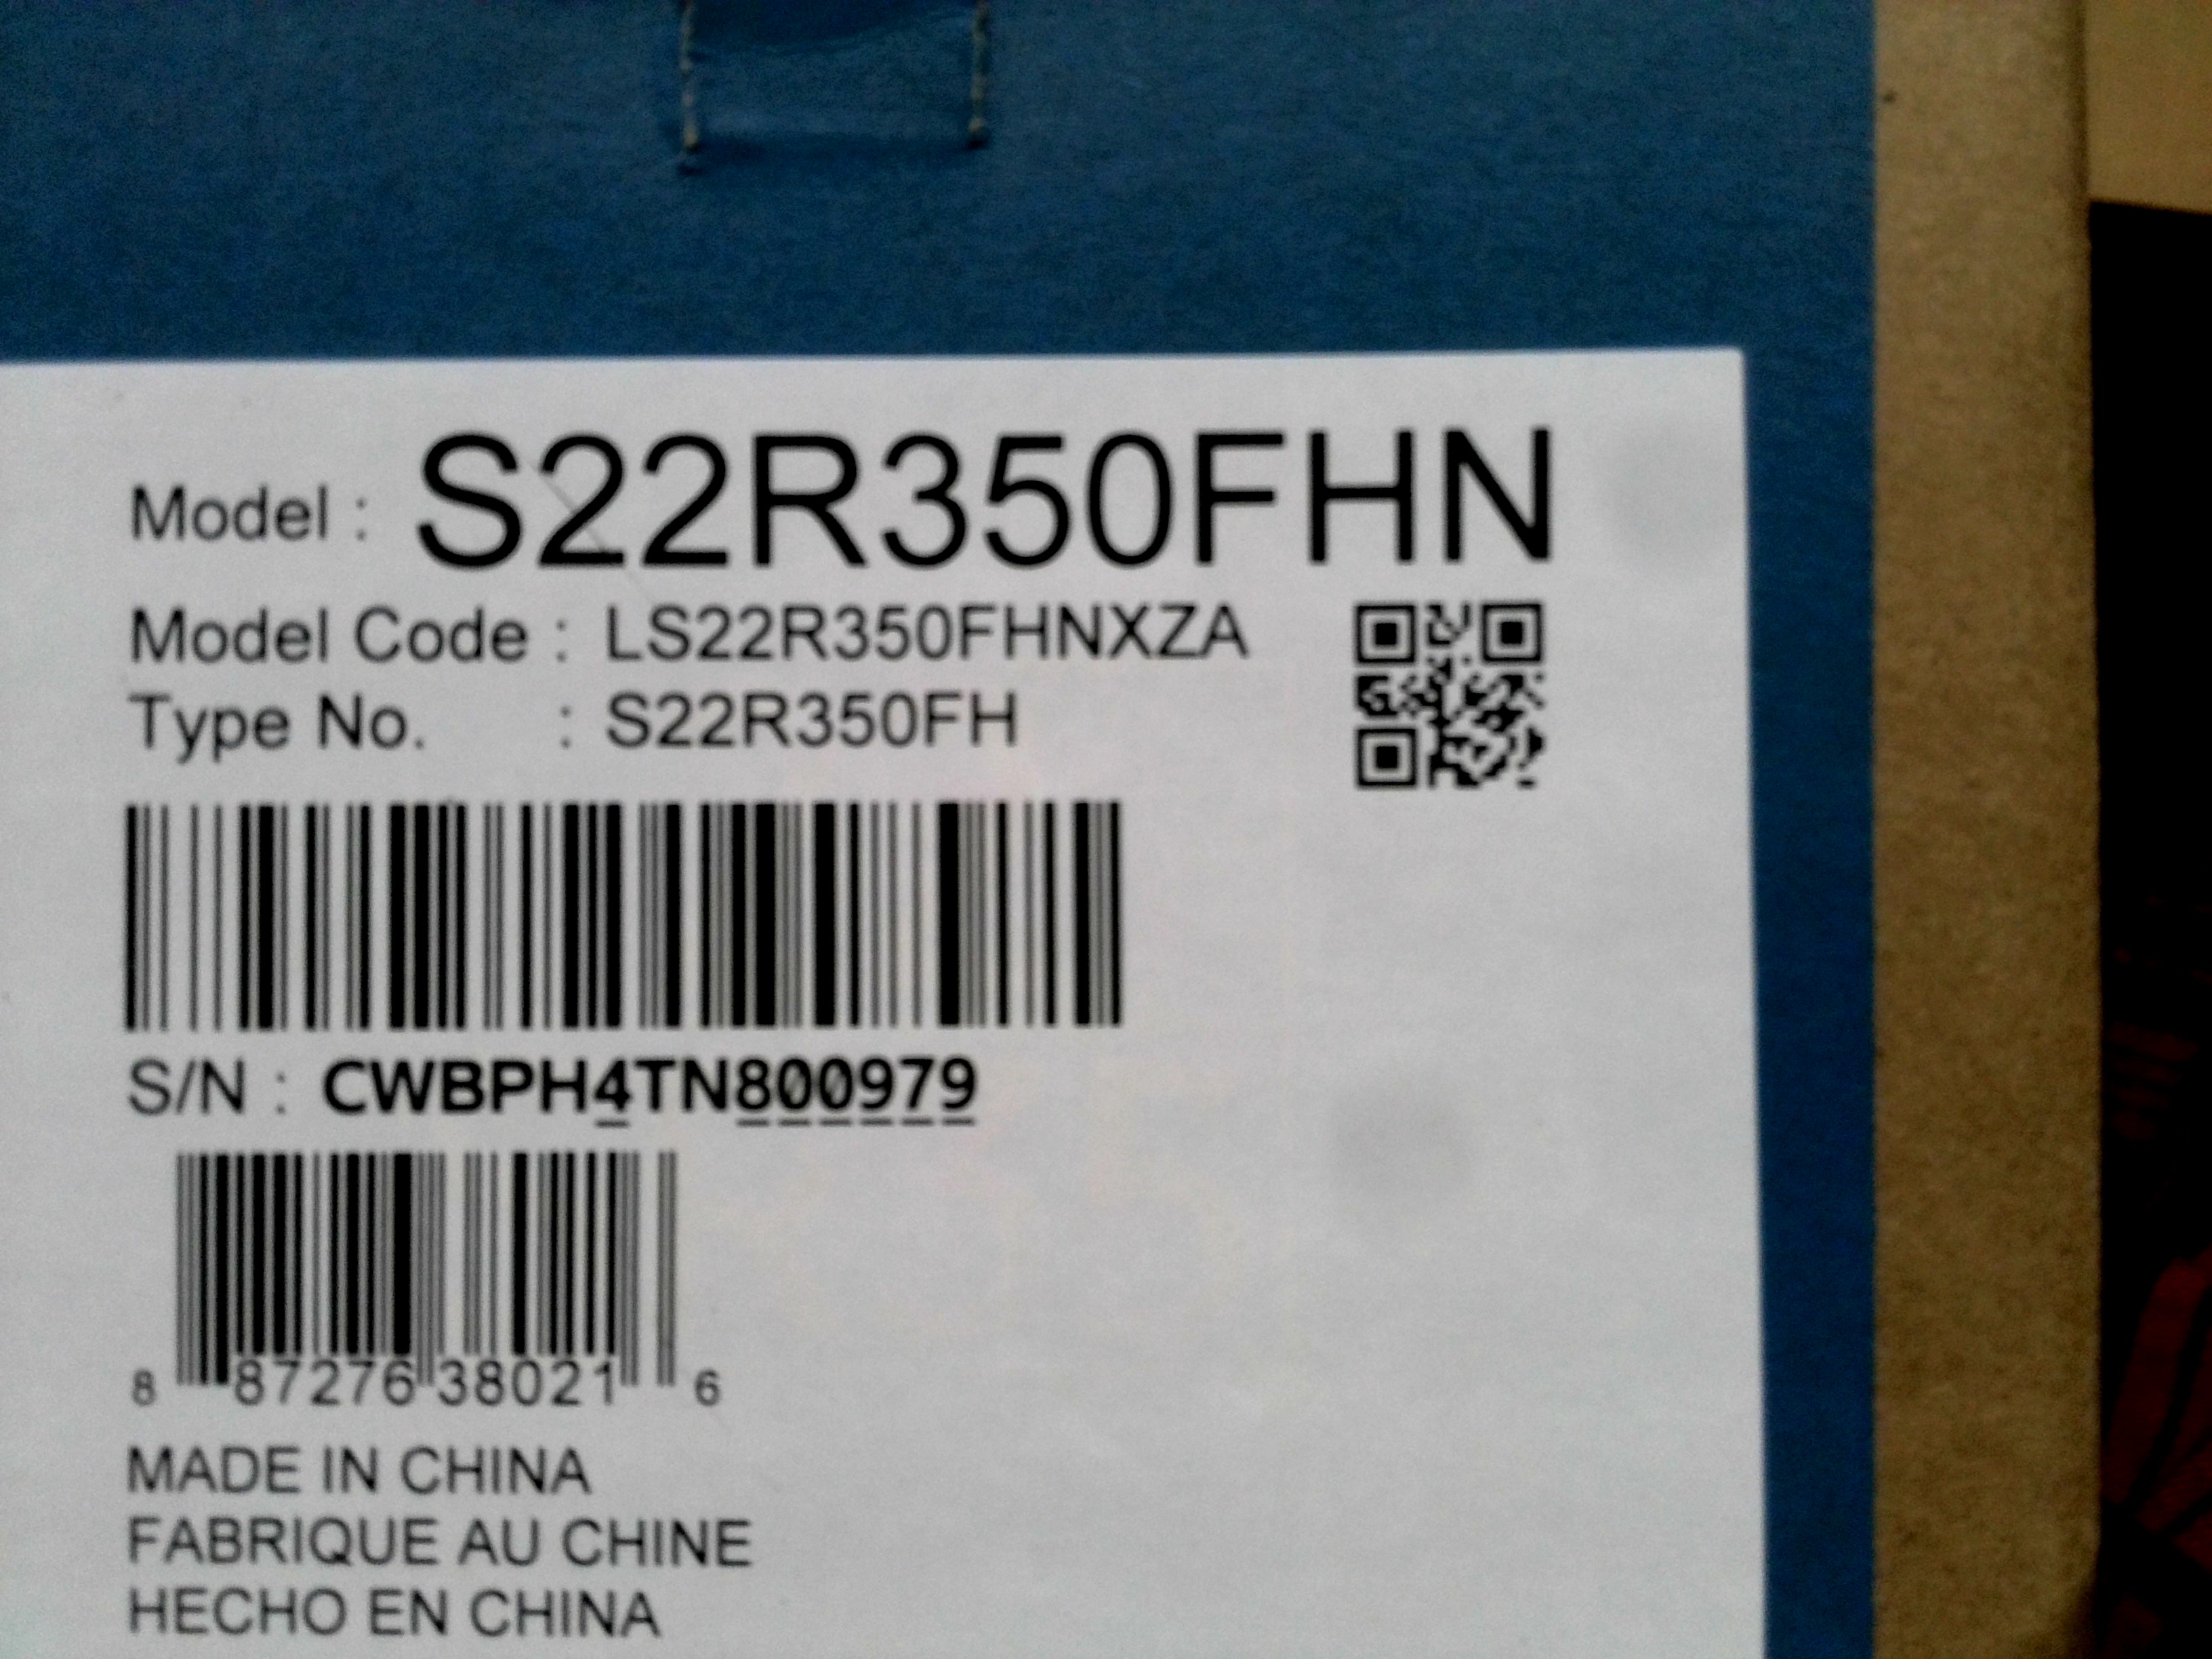 Model : S22R350FHN
Model Code : LS22R350FHNXZA
Type No. : S22R350FH
S/N : CWBPH4TN800979
8 87276 38021 6
MADE IN CHINA
FABRIQUE AU CHINE
HECHO EN CHINA